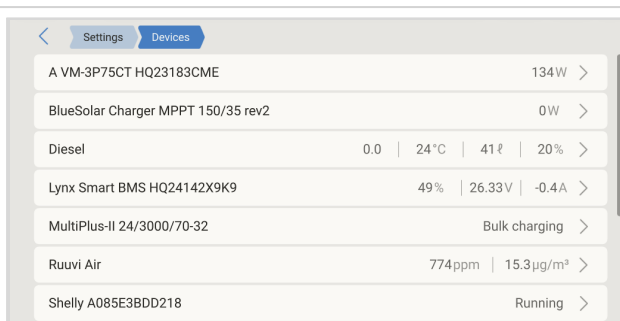 Settings Devices
A VM-3P75CT HQ23183CME 134W
BlueSolar Charger MPPT 150/35 rev2 0W
Diesel 0.0 | 24°C | 41ℓ | 20%
Lynx Smart BMS HQ24142X9K9 49% | 26.33V | -0.4A
MultiPlus-II 24/3000/70-32 Bulk charging
Ruuvi Air 774ppm | 15.3µg/m³
Shelly A085E3BDD218 Running